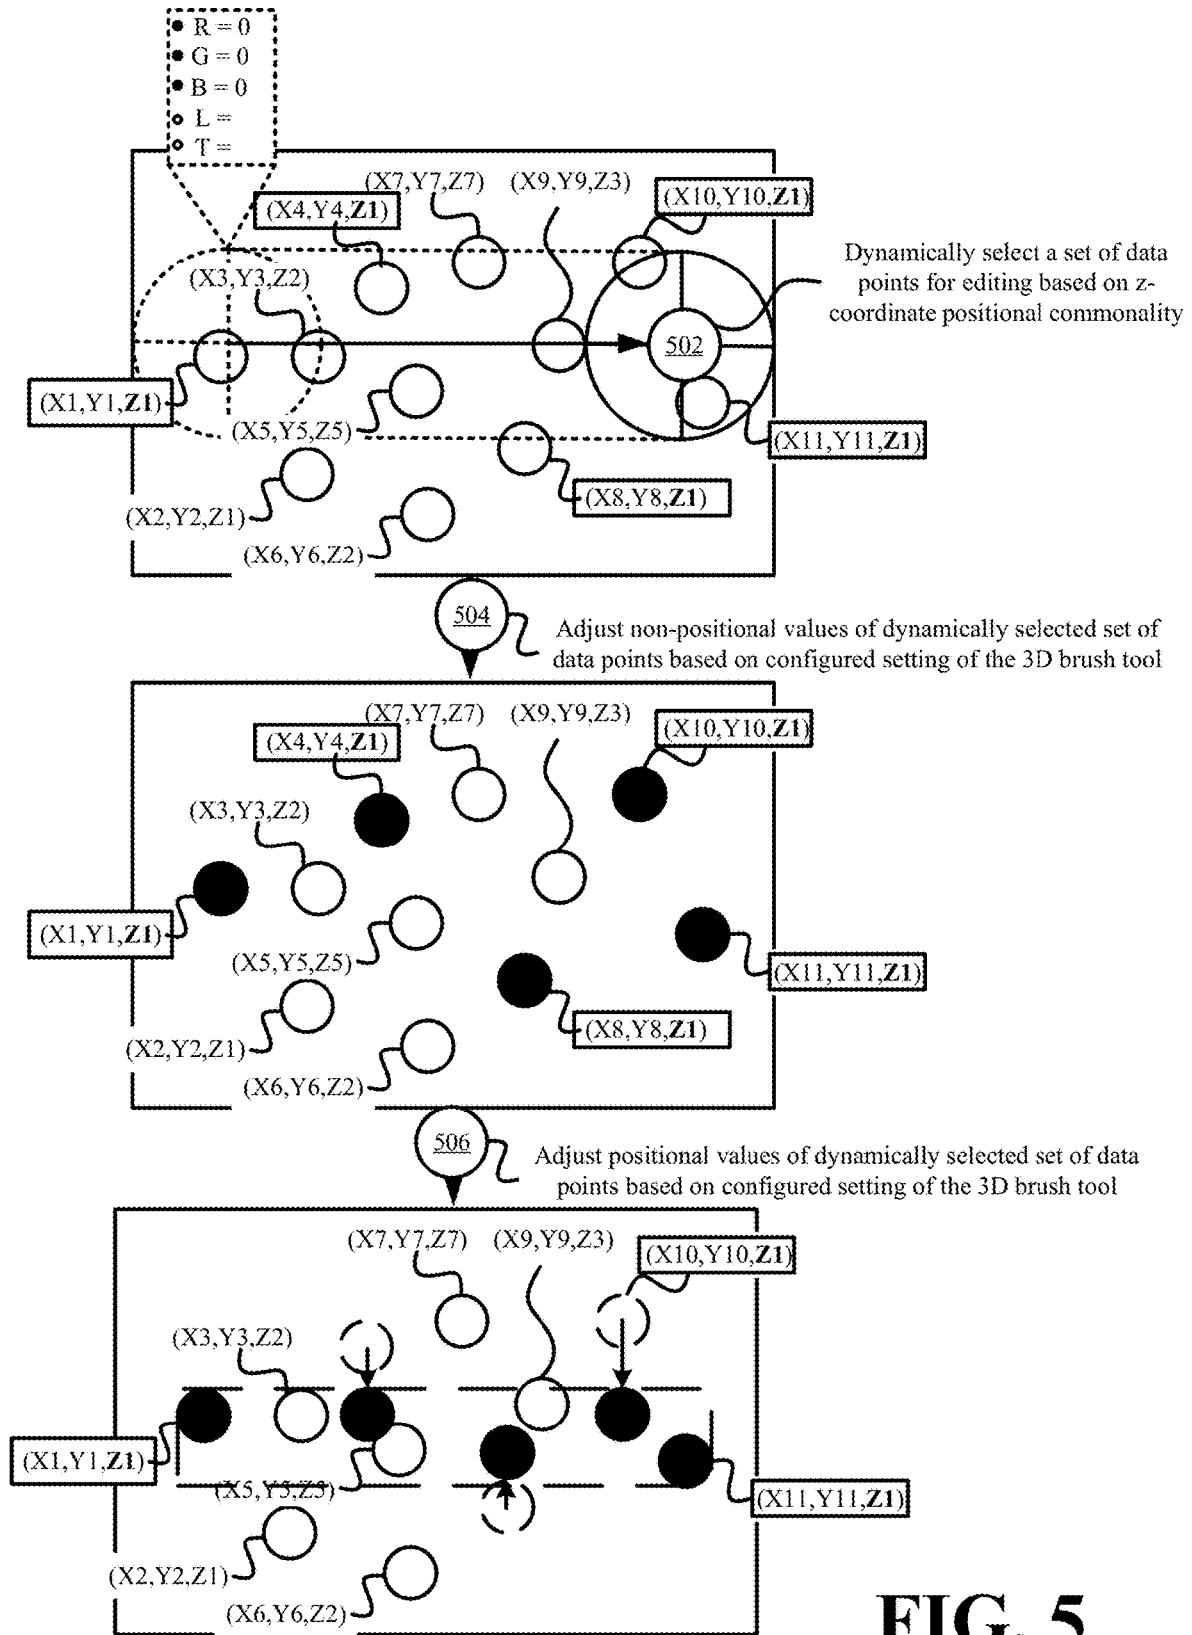 R = 0
G = 0
B = 0
L =
T =
(X7,Y7,Z7)
(X9,Y9,Z3)
(X10,Y10,Z1)
(X4,Y4,Z1)
(X3,Y3,Z2)
Dynamically select a set of data
points for editing based on z-
coordinate positional commonality
502
(X1,Y1,Z1)
(X5,Y5,Z5)
(X11,Y11,Z1)
(X8,Y8,Z1)
(X2,Y2,Z1)
(X6,Y6,Z2)
504
Adjust non-positional values of dynamically selected set of
data points based on configured setting of the 3D brush tool
(X7,Y7,Z7)
(X9,Y9,Z3)
(X10,Y10,Z1)
(X4,Y4,Z1)
(X3,Y3,Z2)
(X1,Y1,Z1)
(X5,Y5,Z5)
(X11,Y11,Z1)
(X8,Y8,Z1)
(X2,Y2,Z1)
(X6,Y6,Z2)
506
Adjust positional values of dynamically selected set of data
points based on configured setting of the 3D brush tool
(X7,Y7,Z7)
(X9,Y9,Z3)
(X10,Y10,Z1)
(X3,Y3,Z2)
(X1,Y1,Z1)
(X5,Y5,Z5)
(X11,Y11,Z1)
(X2,Y2,Z1)
(X6,Y6,Z2)
FIG. 5